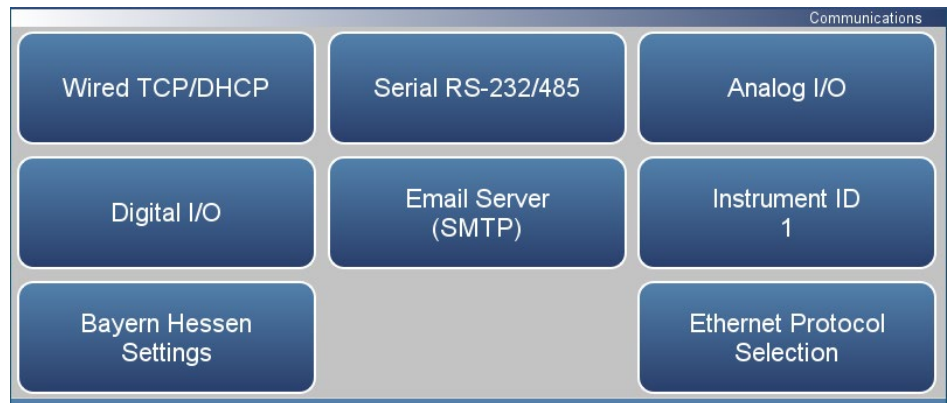 Communications
Wired TCP/DHCP
Serial RS-232/485
Analog I/O
Digital I/O
Email Server
(SMTP)
Instrument ID
1
Bayern Hessen
Settings
Ethernet Protocol
Selection